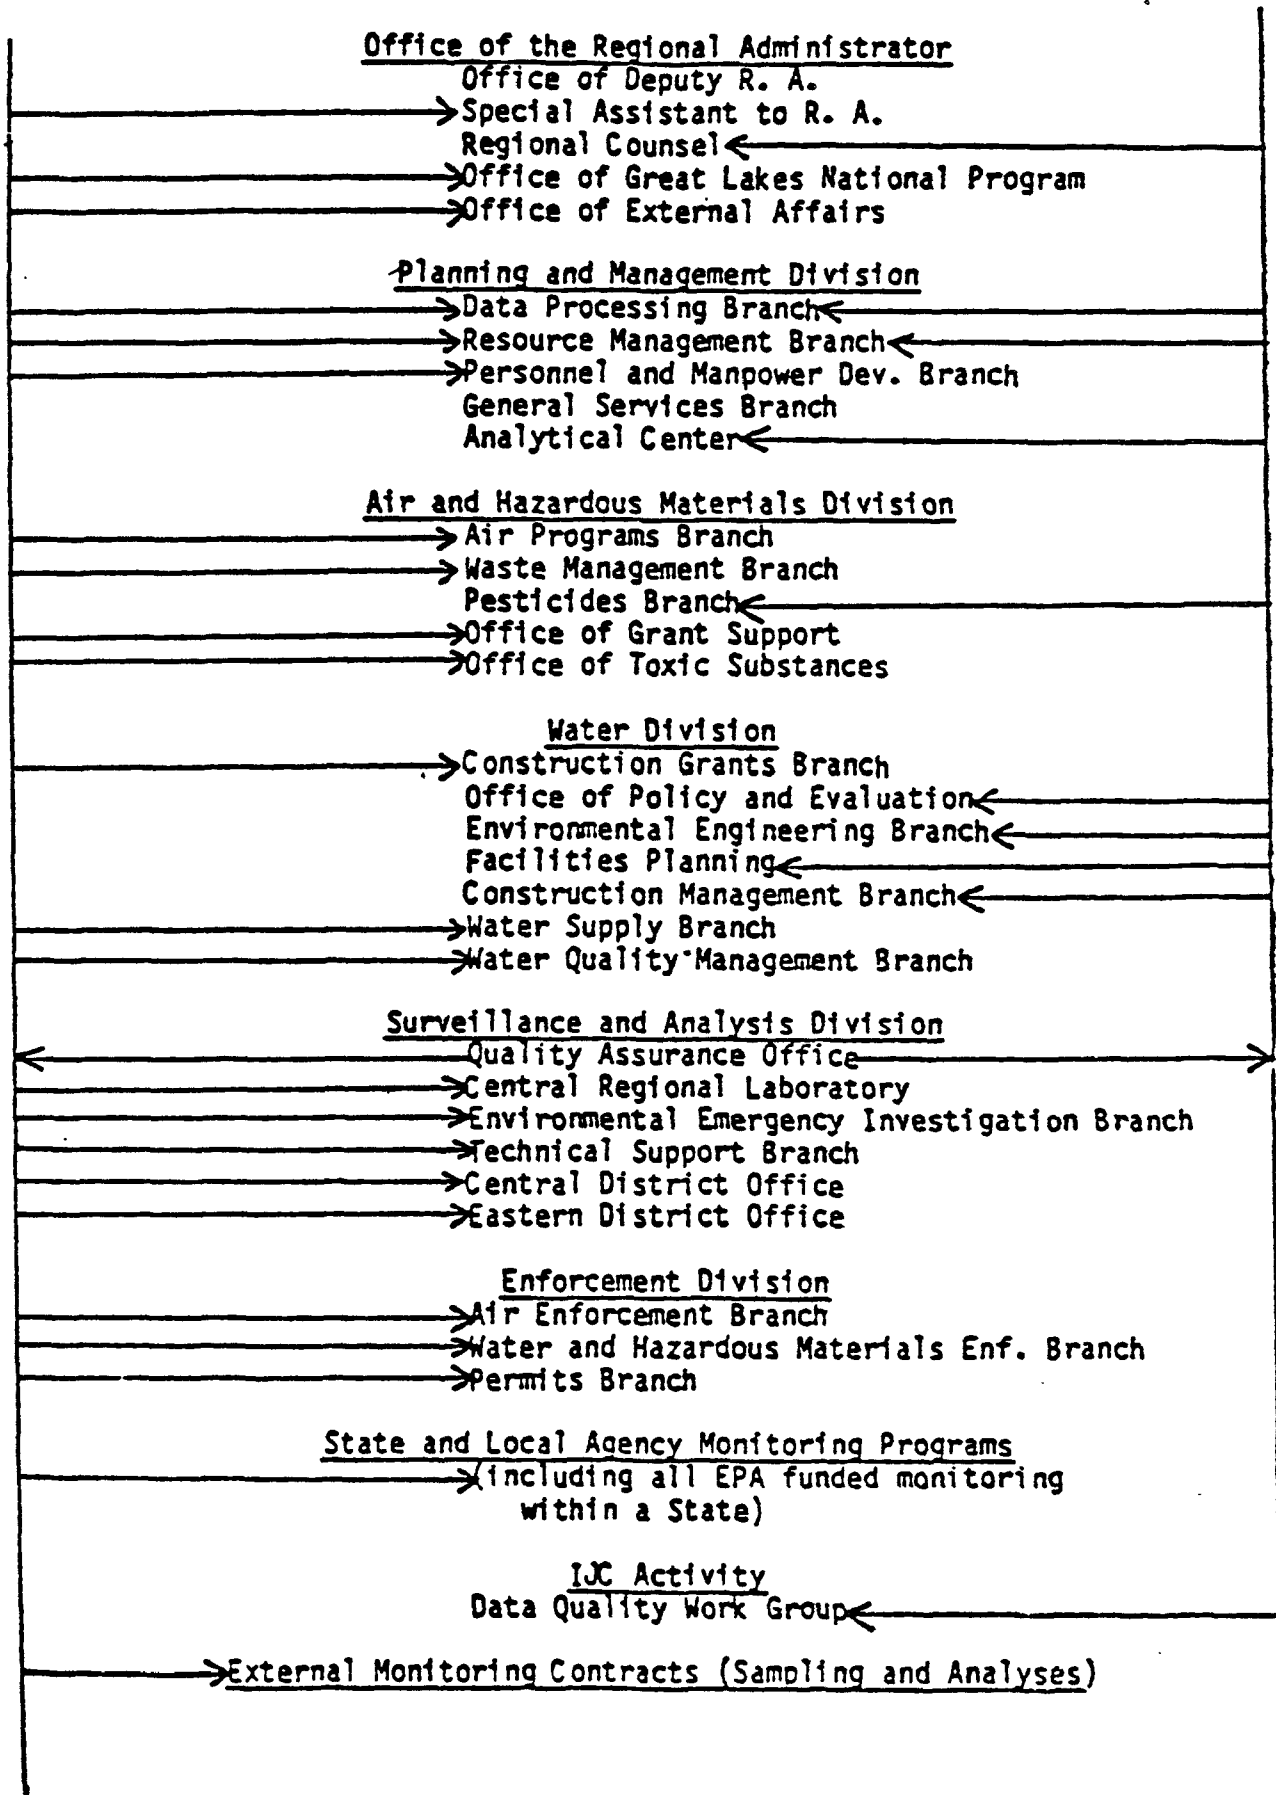 Office of the Regional Administrator
Office of Deputy R. A.
Special Assistant to R. A.
Regional Counsel
Office of Great Lakes National Program
Office of External Affairs
Planning and Management Division
Data Processing Branch
Resource Management Branch
Personnel and Manpower Dev. Branch
General Services Branch
Analytical Center
Air and Hazardous Materials Division
Air Programs Branch
Waste Management Branch
Pesticides Branch
Office of Grant Support
Office of Toxic Substances
Water Division
Construction Grants Branch
Office of Policy and Evaluation
Environmental Engineering Branch
Facilities Planning
Construction Management Branch
Water Supply Branch
Water Quality Management Branch
Surveillance and Analysis Division
Quality Assurance Office
Central Regional Laboratory
Environmental Emergency Investigation Branch
Technical Support Branch
Central District Office
Eastern District Office
Enforcement Division
Air Enforcement Branch
Water and Hazardous Materials Enf. Branch
Permits Branch
State and Local Agency Monitoring Programs
(including all EPA funded monitoring
within a State)
IJC Activity
Data Quality Work Group
External Monitoring Contracts (Sampling and Analyses)